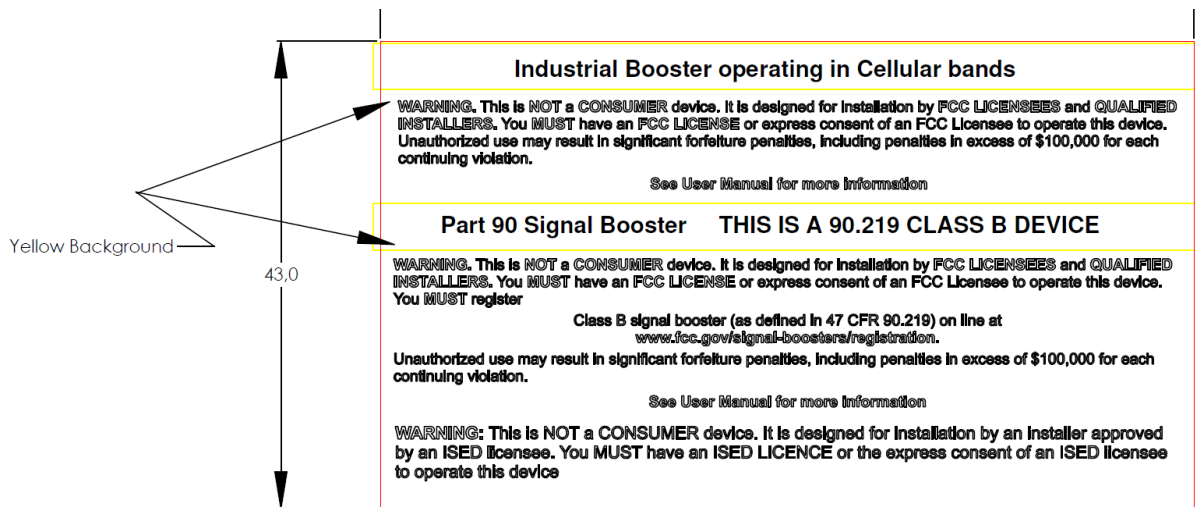 Industrial Booster operating in Cellular bands
WARNING. This is NOT a CONSUMER device. It is designed for installation by FCC LICENSEES and QUALIFIED
INSTALLERS. You MUST have an FCC LICENSE or express consent of an FCC Licensee to operate this device.
Unauthorized use may result in significant forfeiture penalties, including penalties in excess of $100,000 for each
continuing violation.
See User Manual for more information
Part 90 Signal Booster THIS IS A 90.219 CLASS B DEVICE
Yellow Background
43,0
WARNING. This is NOT a CONSUMER device. It is designed for installation by FCC LICENSEES and QUALIFIED
INSTALLERS. You MUST have an FCC LICENSE or express consent of an FCC Licensee to operate this device.
You MUST register
Class B signal booster (as defined in 47 CFR 90.219) on line at
www.fcc.gov/signal-boosters/registration.
Unauthorized use may result in significant forfeiture penalties, including penalties in excess of $100,000 for each
continuing violation.
See User Manual for more information
WARNING: This is NOT a CONSUMER device. It is designed for installation by an installer approved
by an ISED licensee. You MUST have an ISED LICENCE or the express consent of an ISED licensee
to operate this device